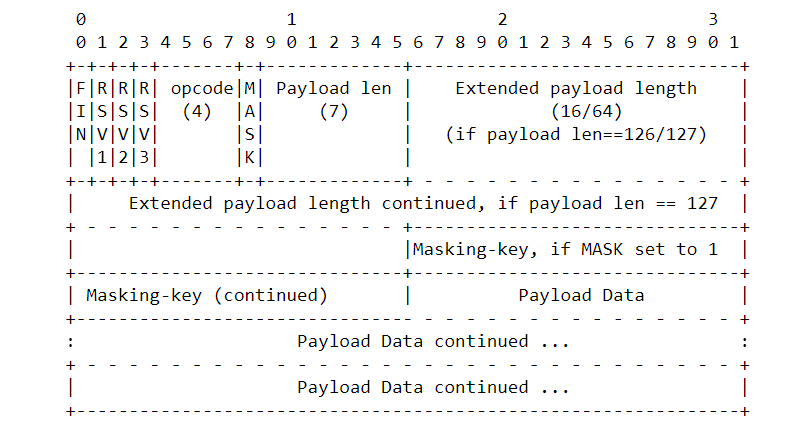 0                   1                   2                   3
 0 1 2 3 4 5 6 7 8 9 0 1 2 3 4 5 6 7 8 9 0 1 2 3 4 5 6 7 8 9 0 1
+-+-+-+-+-------+-+-------------+-------------------------------+
|F|R|R|R| opcode|M| Payload len |    Extended payload length    |
|I|S|S|S|  (4)  |A|     (7)     |             (16/64)           |
|N|V|V|V|       |S|             |   (if payload len==126/127)   |
| |1|2|3|       |K|             |                               |
+-+-+-+-+-------+-+-------------+ - - - - - - - - - - - - - - - +
|     Extended payload length continued, if payload len == 127  |
+ - - - - - - - - - - - - - - - +-------------------------------+
|                               |Masking-key, if MASK set to 1  |
+-------------------------------+-------------------------------+
| Masking-key (continued)       |          Payload Data         |
+-------------------------------- - - - - - - - - - - - - - - - +
:                     Payload Data continued ...                :
+ - - - - - - - - - - - - - - - - - - - - - - - - - - - - - - - +
|                     Payload Data continued ...                |
+---------------------------------------------------------------+